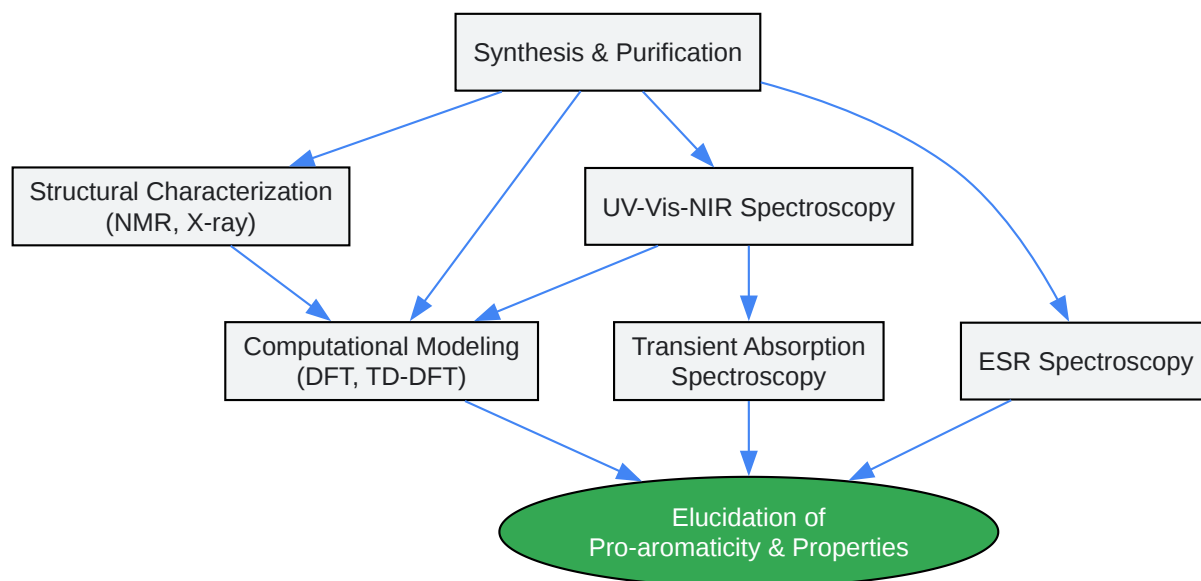 Synthesis & Purification
Structural Characterization
(NMR, X-ray)
UV-Vis-NIR Spectroscopy
Computational Modeling
(DFT, TD-DFT)
Transient Absorption
Spectroscopy
ESR Spectroscopy
Elucidation of
Pro-aromaticity & Properties